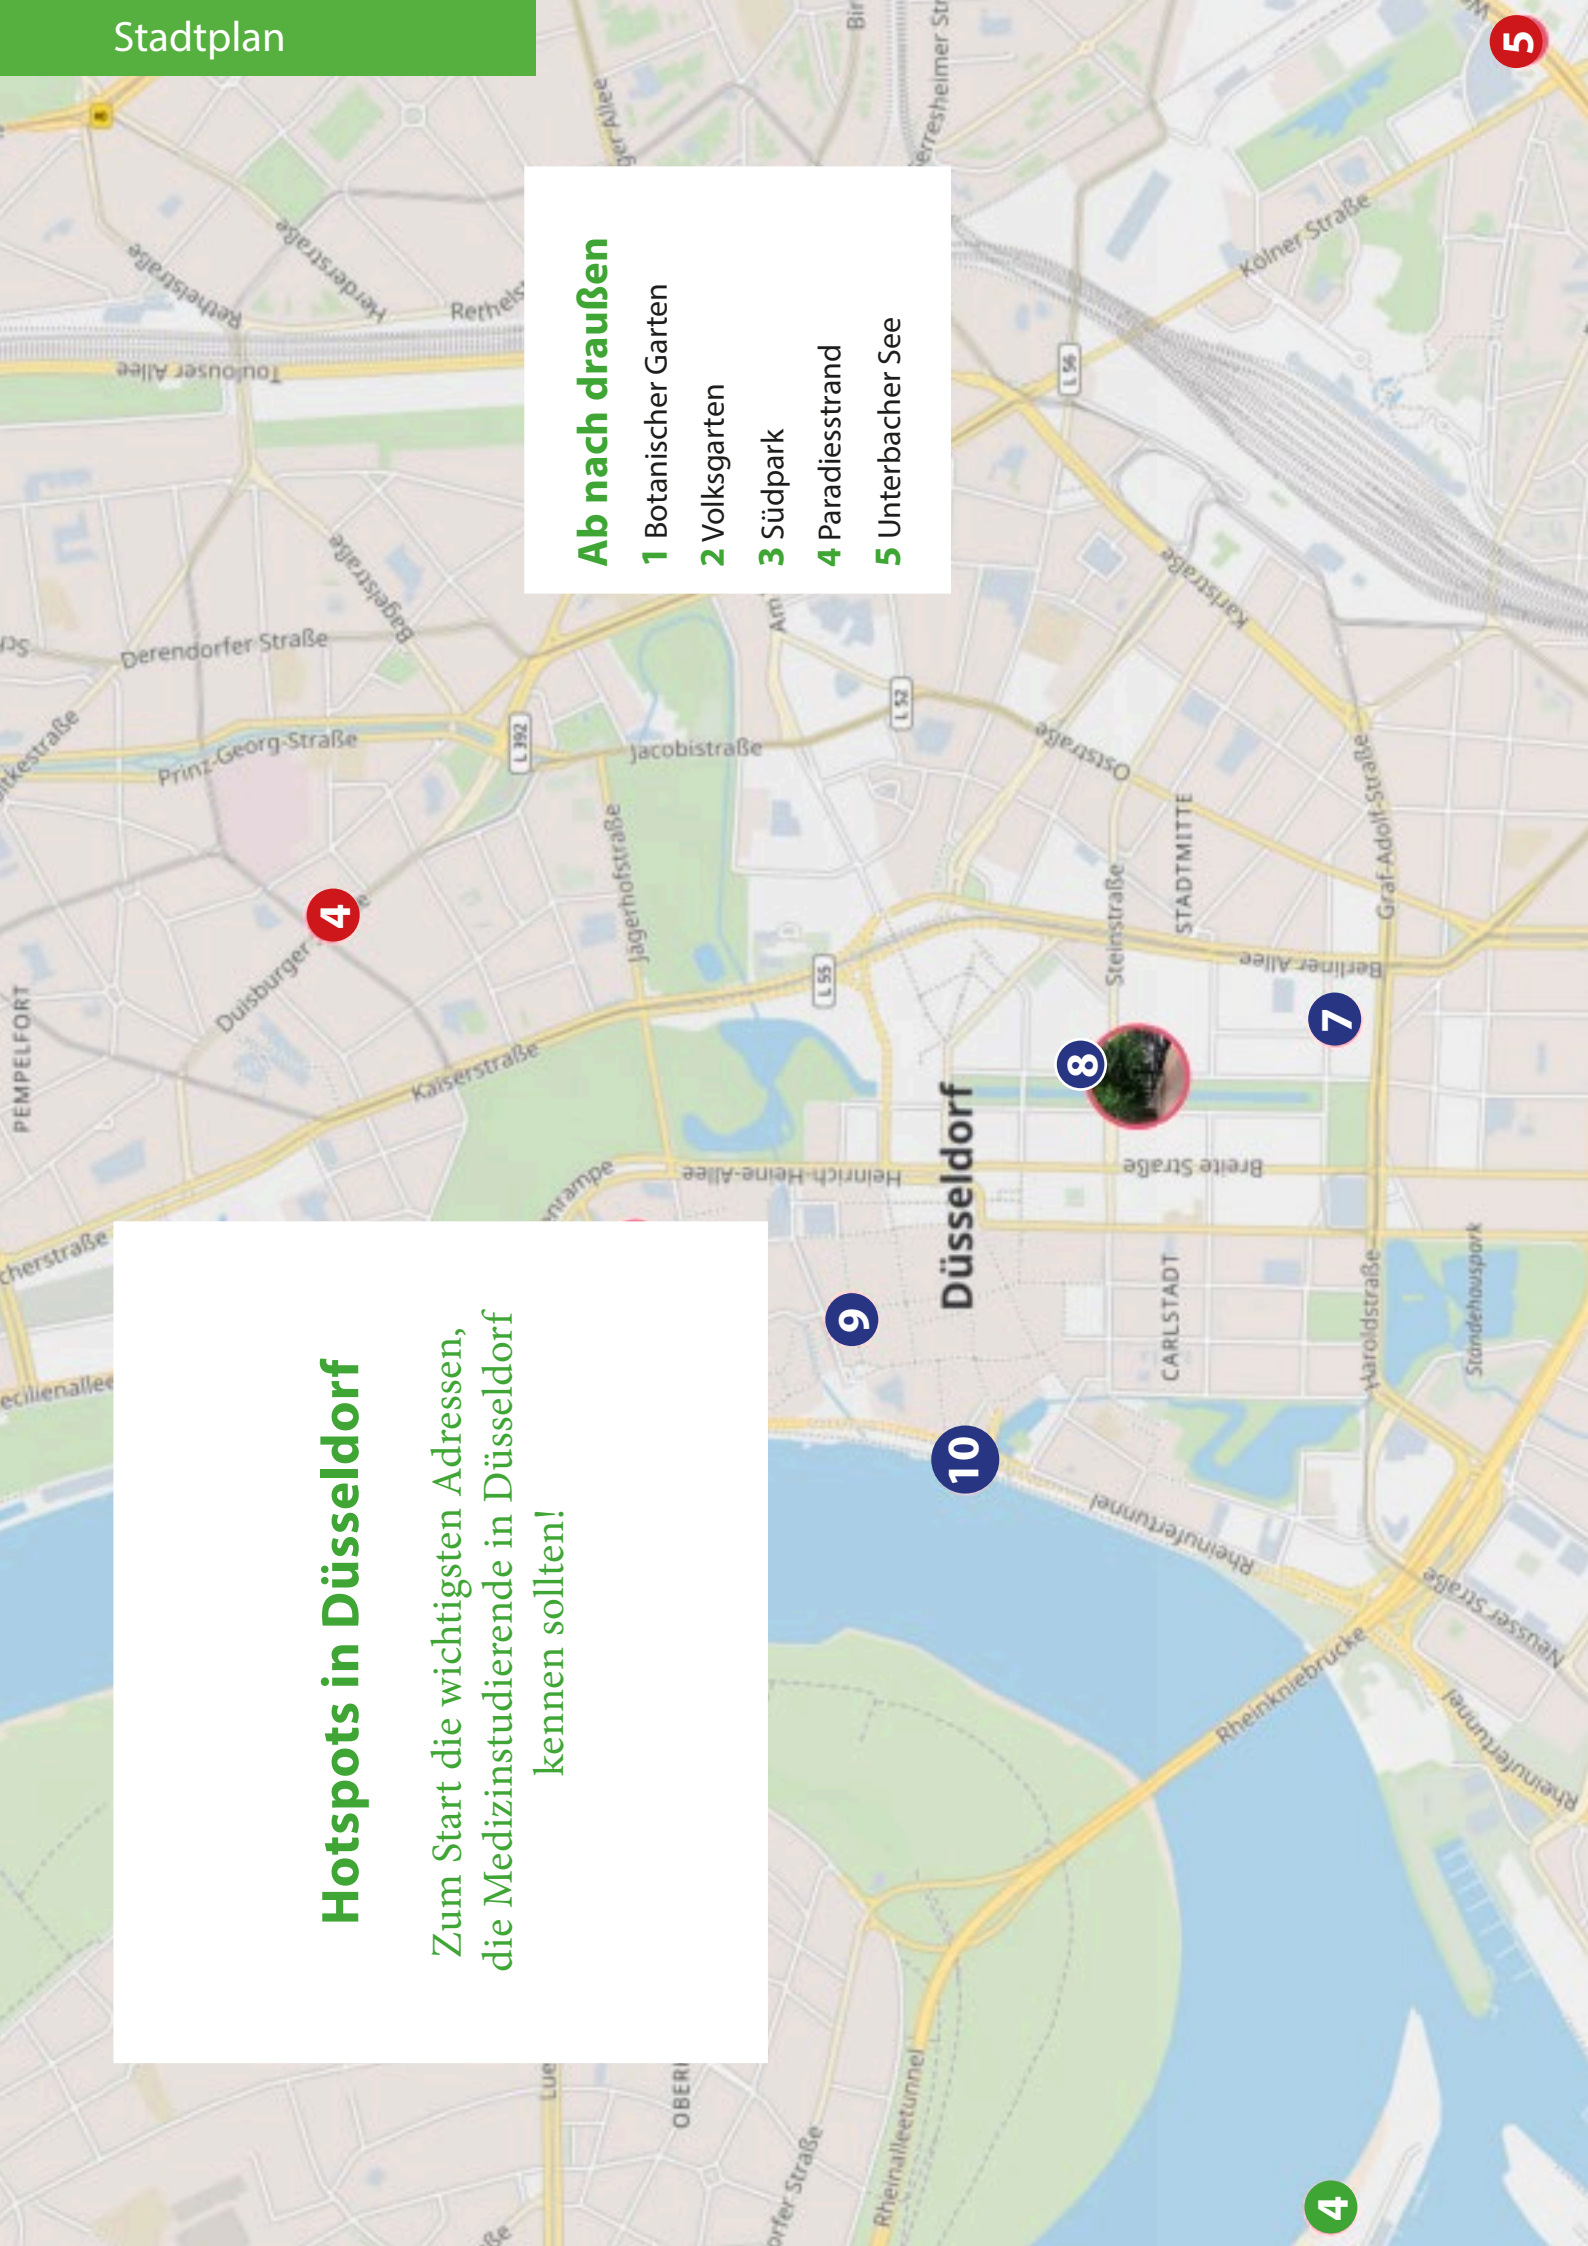 Stadtplan
Hotspots in Düsseldorf
Zum Start die wichtigsten Adressen,
die Medizinstudierende in Düsseldorf
kennen sollten!
Ab nach draußen
1 Botanischer Garten
2 Volksgarten
3 Südpark
4 Paradiesstrand
5 Unterbacher See
PEMPELFORT
Duisburger
4
Kaiserstraße
Prinz-Georg-Straße
Derendorfer Straße
Bagelstraße
Toulouser Allee
Rethelstraße
Herderstraße
L 392
Jägerhofstraße
Jacobistraße
L 55
L 52
L 56
Heinrich-Heine-Allee
Düsseldorf
9
10
8
7
5
4
Oststraße
Steinstraße
STADTMITTE
Berliner Allee
Graf-Adolf-Straße
Karlstraße
Kölner Straße
Breite Straße
CARLSTADT
Haroldstraße
Ständehauspark
Rheinufertunnel
Rheinkniebrücke
Neusser Straße
Rheinufertunnel
Rheinalleetunnel